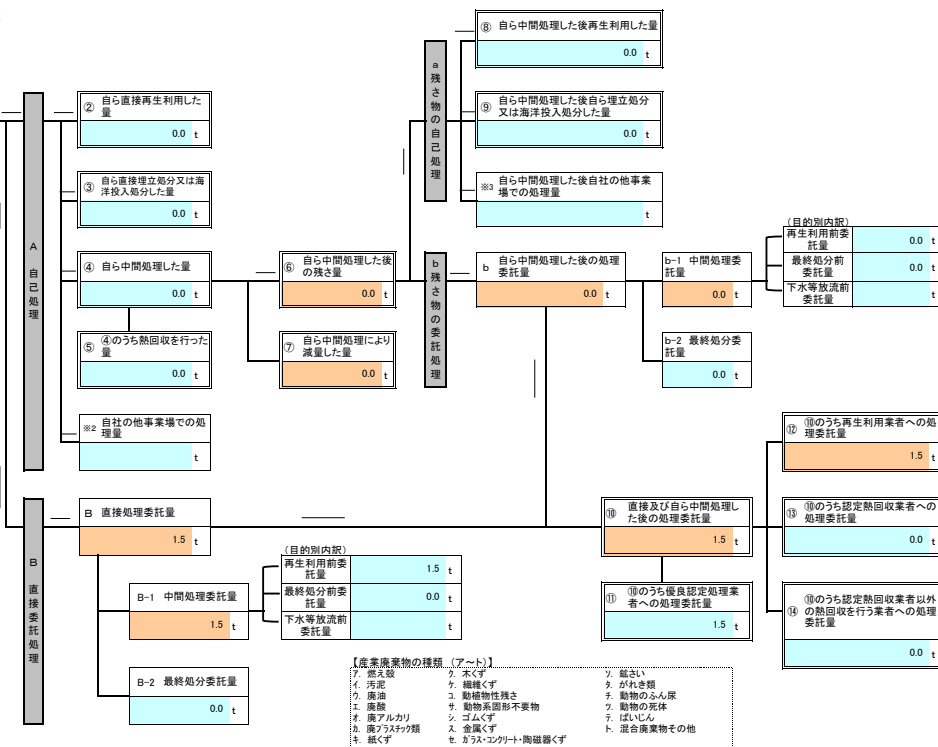 ⑧ 自ら中間処理した後再生利用した量
0.0 t
a 残さ物の自己処理
② 自ら直接再生利用した
量
0.0 t
⑨ 自ら中間処理した後自ら埋立処分
又は海洋投入処分した量
0.0 t
③ 自ら直接埋立処分又は海
洋投入処分した量
0.0 t
※3 自ら中間処理した後自社の他事業
場での処理量
t
A 自己処理
④ 自ら中間処理した量
0.0 t
⑥ 自ら中間処理した後
の残さ量
0.0 t
b 残さ物の委託処理
b 自ら中間処理した後の処理
委託量
0.0 t
b-1 中間処理委
託量
0.0 t
(目的別内訳)
再生利用前委
託量
0.0 t
最終処分前
委託量
0.0 t
下水等放流前
委託量
t
⑤ ④のうち熱回収を行った
量
0.0 t
⑦ 自ら中間処理により
減量した量
0.0 t
b-2 最終処分委
託量
0.0 t
※2 自社の他事業場での処
理量
t
⑫ ⑩のうち再生利用業者への処
理委託量
1.5 t
B 直接委託処理
B 直接処理委託量
1.5 t
⑩ 直接及び自ら中間処理し
た後の処理委託量
1.5 t
⑬ ⑩のうち認定熱回収業者への
処理委託量
0.0 t
B-1 中間処理委託量
1.5 t
(目的別内訳)
再生利用前委
託量
1.5 t
最終処分前委
託量
0.0 t
下水等放流前
委託量
t
⑪ ⑩のうち優良認定処理業
者への処理委託量
1.5 t
⑭ ⑩のうち認定熱回収業者以外
の熱回収を行う業者への処理
委託量
0.0 t
B-2 最終処分委託量
0.0 t
【産業廃棄物の種類 (ア～ト)】
ア. 燃え殻 ク. 木くず ソ. 鉱さい
イ. 汚泥 ケ. 繊維くず タ. がれき類
ウ. 廃油 コ. 動植物性残さ チ. 動物のふん尿
エ. 廃酸 サ. 動物系固形不要物 ツ. 動物の死体
オ. 廃アルカリ シ. ゴムくず テ. ばいじん
カ. 廃プラスチック類 ス. 金属くず ト. 混合廃棄物その他
キ. 紙くず セ. ガラス・コンクリート・陶磁器くず